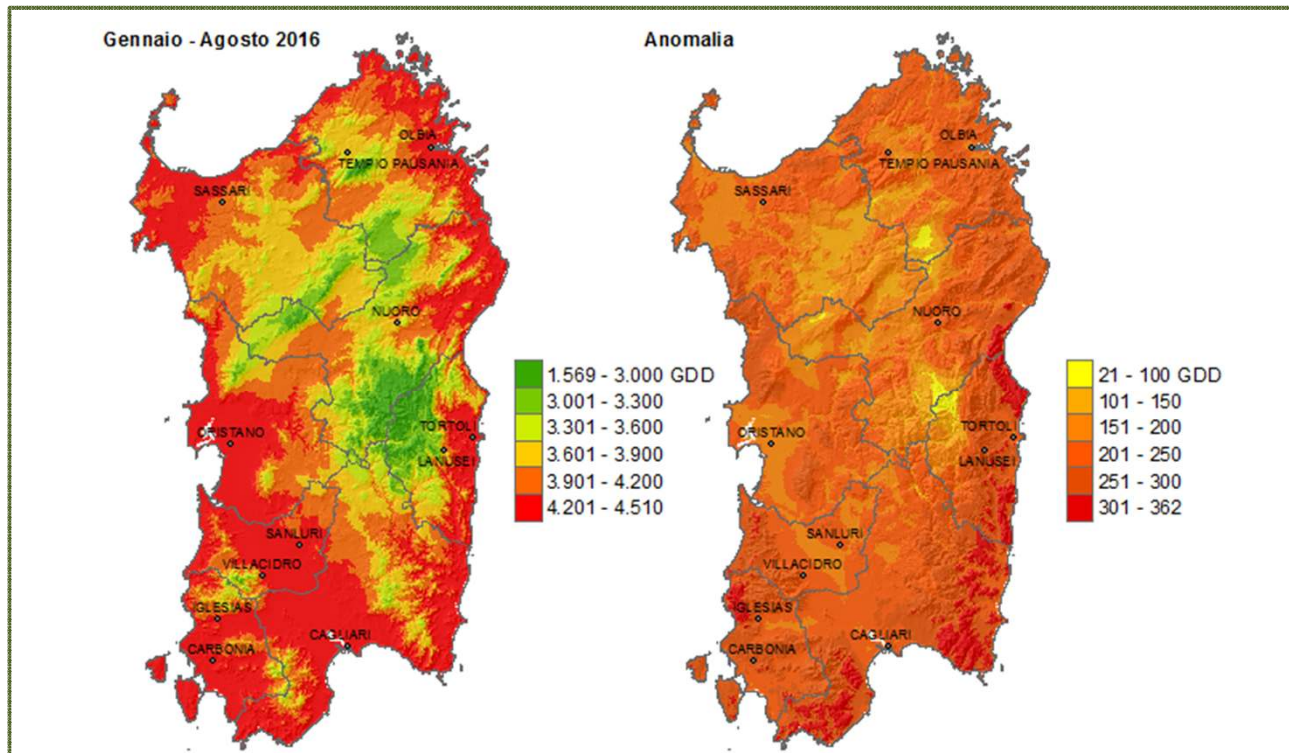 Gennaio - Agosto 2016
OLBIA
TEMPIO PAUSANIA
SASSARI
NUORO
ORISTANO
TORTOLI
LANUSEI
SANLURI
VILLACIDRO
IGLESIAS
CAGLIARI
CARBONIA
1.569 - 3.000 GDD
3.001 - 3.300
3.301 - 3.600
3.601 - 3.900
3.901 - 4.200
4.201 - 4.510
Anomalia
OLBIA
TEMPIO PAUSANIA
SASSARI
NUORO
ORISTANO
TORTOLI
LANUSEI
SANLURI
VILLACIDRO
IGLESIAS
CAGLIARI
CARBONIA
21 - 100 GDD
101 - 150
151 - 200
201 - 250
251 - 300
301 - 362